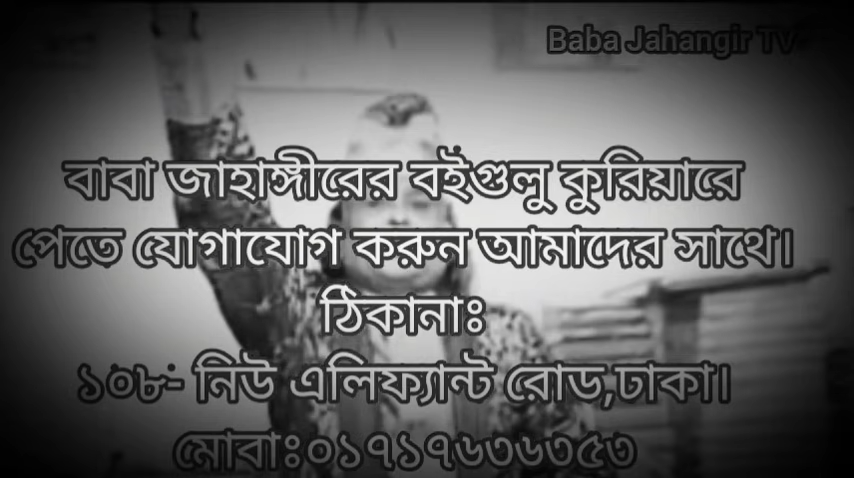 Baba Jahangir TV
বাবা জাহাঙ্গীরের বইগুলু কুরিয়ারে
পেতে যোগাযোগ করুন আমাদের সাথে।
ঠিকানাঃ
১০৮- নিউ এলিফ্যান্ট রোড,ঢাকা।
মোবাঃ০১৭১৭৬৩৬৩৫৩